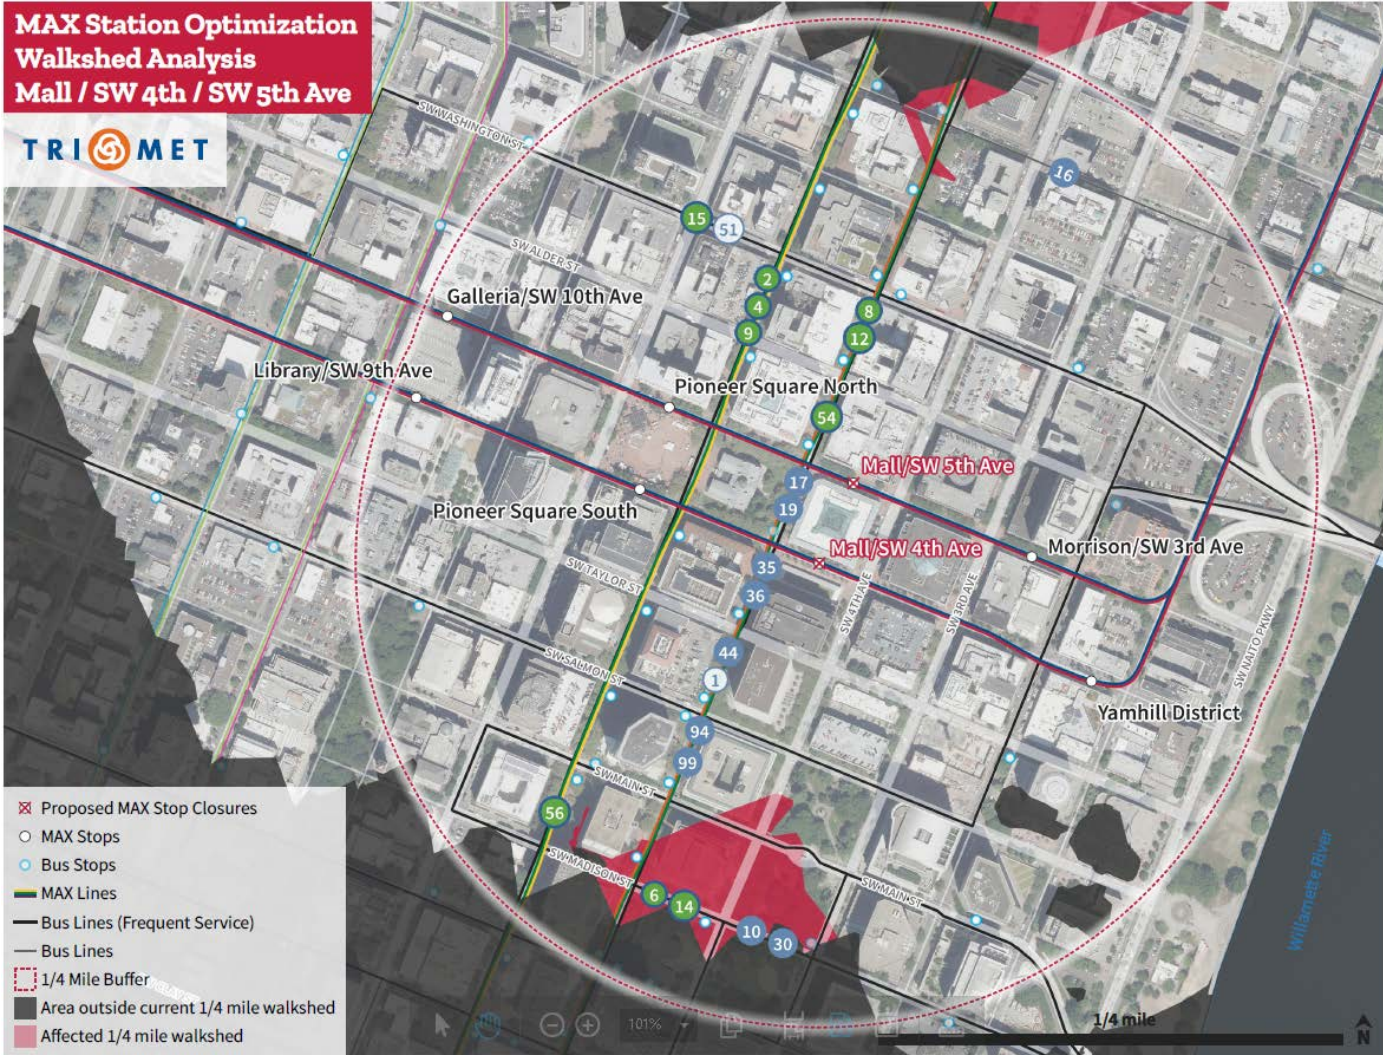 MAX Station Optimization
Walkshed Analysis
Mall / SW 4th / SW 5th Ave
TRI MET
SW WASHINGTON ST
16
15
51
SW ALDER ST
2
Galleria/SW 10th Ave
4
8
9
12
Library/SW 9th Ave
Pioneer Square North
54
Mall/SW 5th Ave
17
Pioneer Square South
19
Mall/SW 4th Ave
Morrison/SW 3rd Ave
35
SW TAYLOR ST
36
SW 4TH AVE
SW 3RD AVE
SW NAITO PKWY
44
SW SALMON ST
1
Yamhill District
94
99
SW MAIN ST
56
SW MADISON ST
6
14
SW MAIN ST
10
30
Willamette River
Proposed MAX Stop Closures
MAX Stops
Bus Stops
MAX Lines
Bus Lines (Frequent Service)
Bus Lines
1/4 Mile Buffer
Area outside current 1/4 mile walkshed
Affected 1/4 mile walkshed
101%
1/4 mile
N